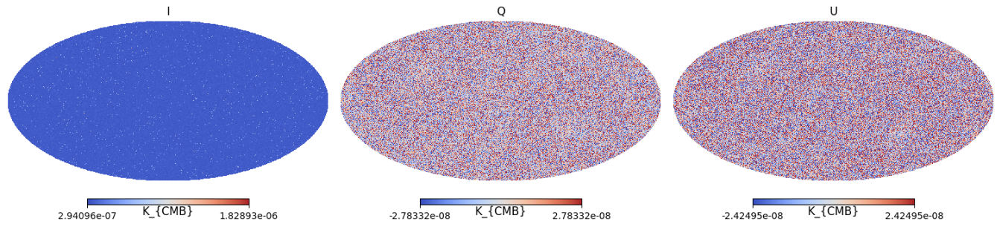 I
Q
U
2.94096e-07 K_{CMB} 1.82893e-06
-2.78332e-08 K_{CMB} 2.78332e-08
-2.42495e-08 K_{CMB} 2.42495e-08